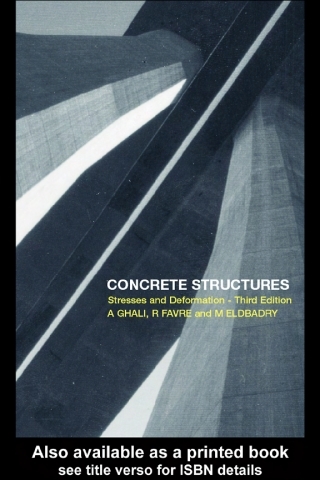 CONCRETE STRUCTURES
Stresses and Deformation - Third Edition
A GHALI, R FAVRE and M ELDBADRY
Also available as a printed book
see title verso for ISBN details